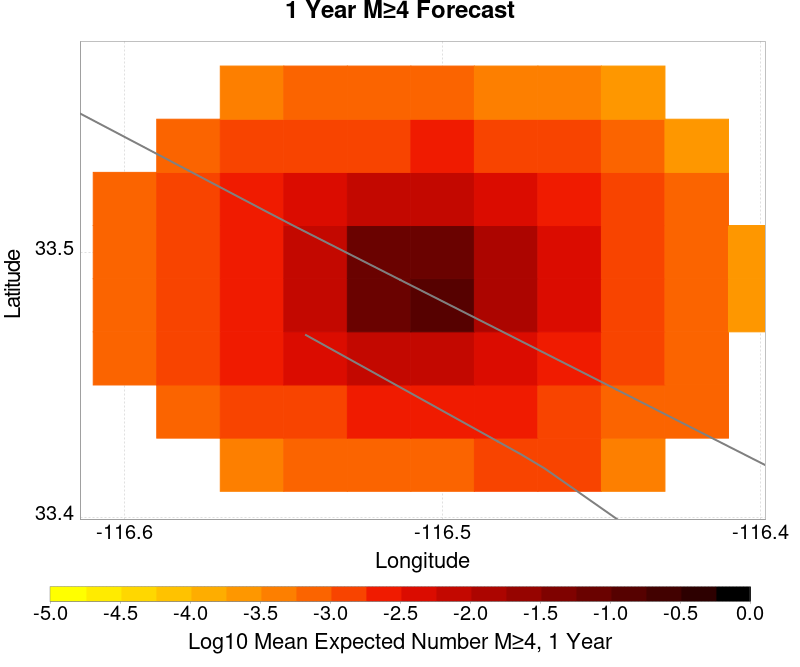 1 Year M≥4 Forecast
Latitude
33.5
33.4
-116.6 -116.5 -116.4
Longitude
-5.0 -4.5 -4.0 -3.5 -3.0 -2.5 -2.0 -1.5 -1.0 -0.5 0.0
Log10 Mean Expected Number M≥4, 1 Year